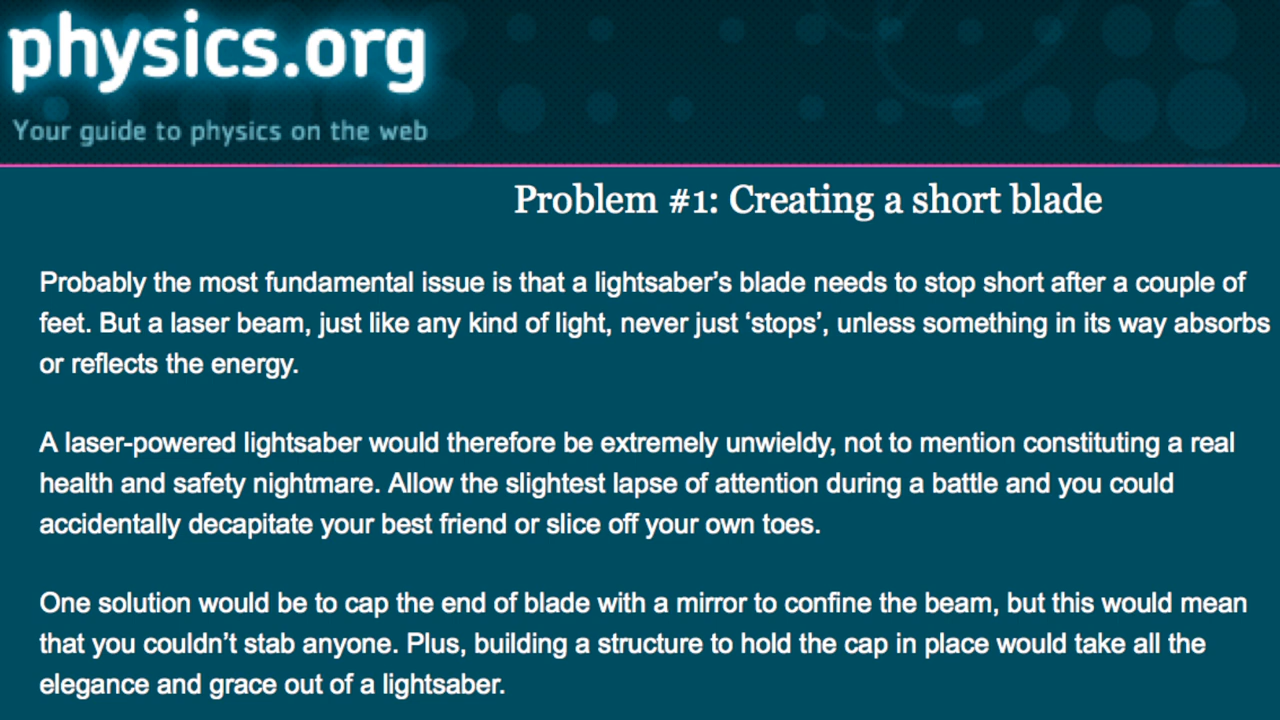 physics.org
Your guide to physics on the web
Problem #1: Creating a short blade
Probably the most fundamental issue is that a lightsaber’s blade needs to stop short after a couple of
feet. But a laser beam, just like any kind of light, never just ‘stops’, unless something in its way absorbs
or reflects the energy.
A laser-powered lightsaber would therefore be extremely unwieldy, not to mention constituting a real
health and safety nightmare. Allow the slightest lapse of attention during a battle and you could
accidentally decapitate your best friend or slice off your own toes.
One solution would be to cap the end of blade with a mirror to confine the beam, but this would mean
that you couldn’t stab anyone. Plus, building a structure to hold the cap in place would take all the
elegance and grace out of a lightsaber.